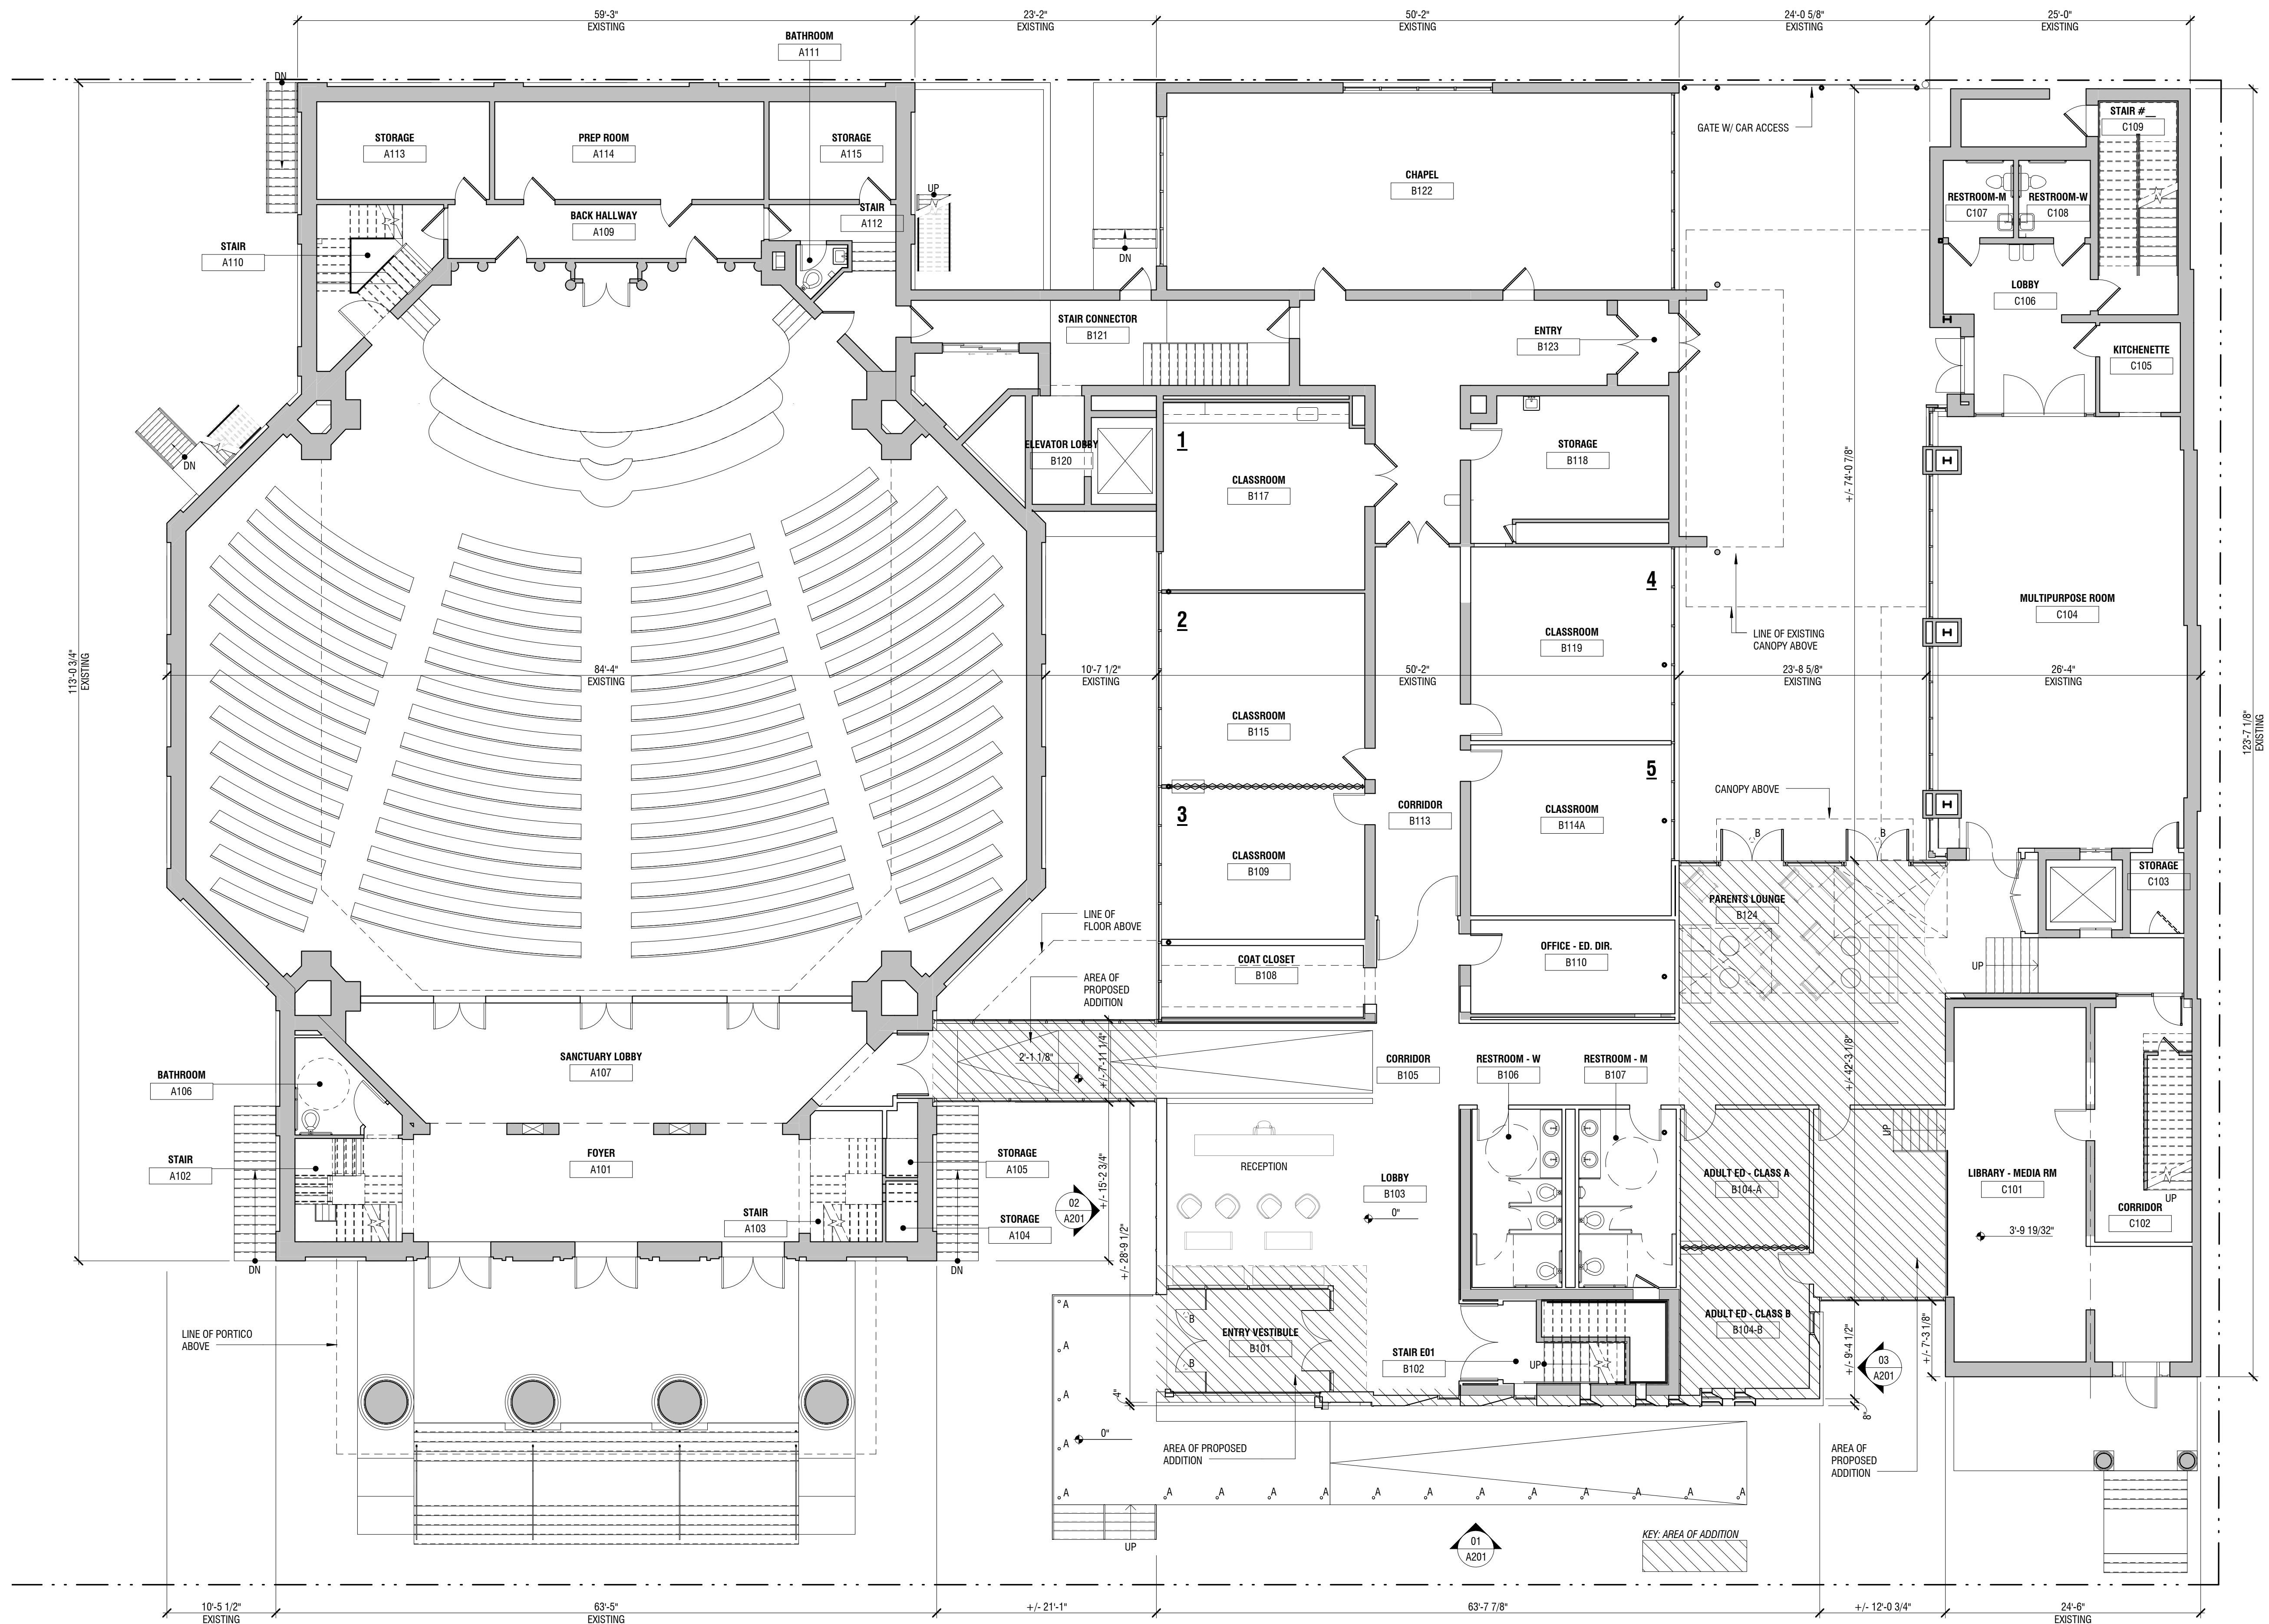 59'-3"
EXISTING
23'-2"
EXISTING
50'-2"
EXISTING
24'-0 5/8"
EXISTING
25'-0"
EXISTING
BATHROOM
A111
DN
STORAGE
A113
PREP ROOM
A114
STORAGE
A115
GATE W/ CAR ACCESS
STAIR #__
C109
CHAPEL
B122
UP
STAIR
A112
BACK HALLWAY
A109
RESTROOM-M
C107
RESTROOM-W
C108
STAIR
A110
DN
LOBBY
C106
STAIR CONNECTOR
B121
ENTRY
B123
KITCHENETTE
C105
DN
ELEVATOR LOBBY
B120
1
CLASSROOM
B117
STORAGE
B118
+/- 74'-0 7/8"
4
2
CLASSROOM
B119
LINE OF EXISTING
CANOPY ABOVE
MULTIPURPOSE ROOM
C104
113'-0 3/4"
EXISTING
84'-4"
EXISTING
10'-7 1/2"
EXISTING
50'-2"
EXISTING
23'-8 5/8"
EXISTING
26'-4"
EXISTING
123'-7 1/8"
EXISTING
CLASSROOM
B115
5
3
CORRIDOR
B113
CLASSROOM
B114A
CANOPY ABOVE
B
B
CLASSROOM
B109
STORAGE
C103
PARENTS LOUNGE
B124
LINE OF
FLOOR ABOVE
COAT CLOSET
B108
OFFICE - ED. DIR.
B110
UP
AREA OF
PROPOSED
ADDITION
SANCTUARY LOBBY
A107
2'-1 1/8"
+/- 7'-11 1/4"
CORRIDOR
B105
RESTROOM - W
B106
RESTROOM - M
B107
+/- 42'-3 1/8"
BATHROOM
A106
STAIR
A102
FOYER
A101
STORAGE
A105
RECEPTION
UP
ADULT ED - CLASS A
B104-A
LIBRARY - MEDIA RM
C101
LOBBY
B103
0"
+/- 15'-2 3/4"
02
A201
STAIR
A103
STORAGE
A104
UP
CORRIDOR
C102
3'-9 19/32"
+/- 28'-9 1/2"
DN
DN
A
B
ENTRY VESTIBULE
B101
ADULT ED - CLASS B
B104-B
LINE OF PORTICO
ABOVE
A
B
STAIR E01
B102
UP
+/- 9'-4 1/2"
03
A201
+/- 7'-3 1/8"
A
4"
8"
A
0"
AREA OF PROPOSED
ADDITION
AREA OF
PROPOSED
ADDITION
A
A
A
A
A
A
A
A
A
A
A
A
A
UP
01
A201
KEY: AREA OF ADDITION
10'-5 1/2"
EXISTING
63'-5"
EXISTING
+/- 21'-1"
63'-7 7/8"
+/- 12'-0 3/4"
24'-6"
EXISTING